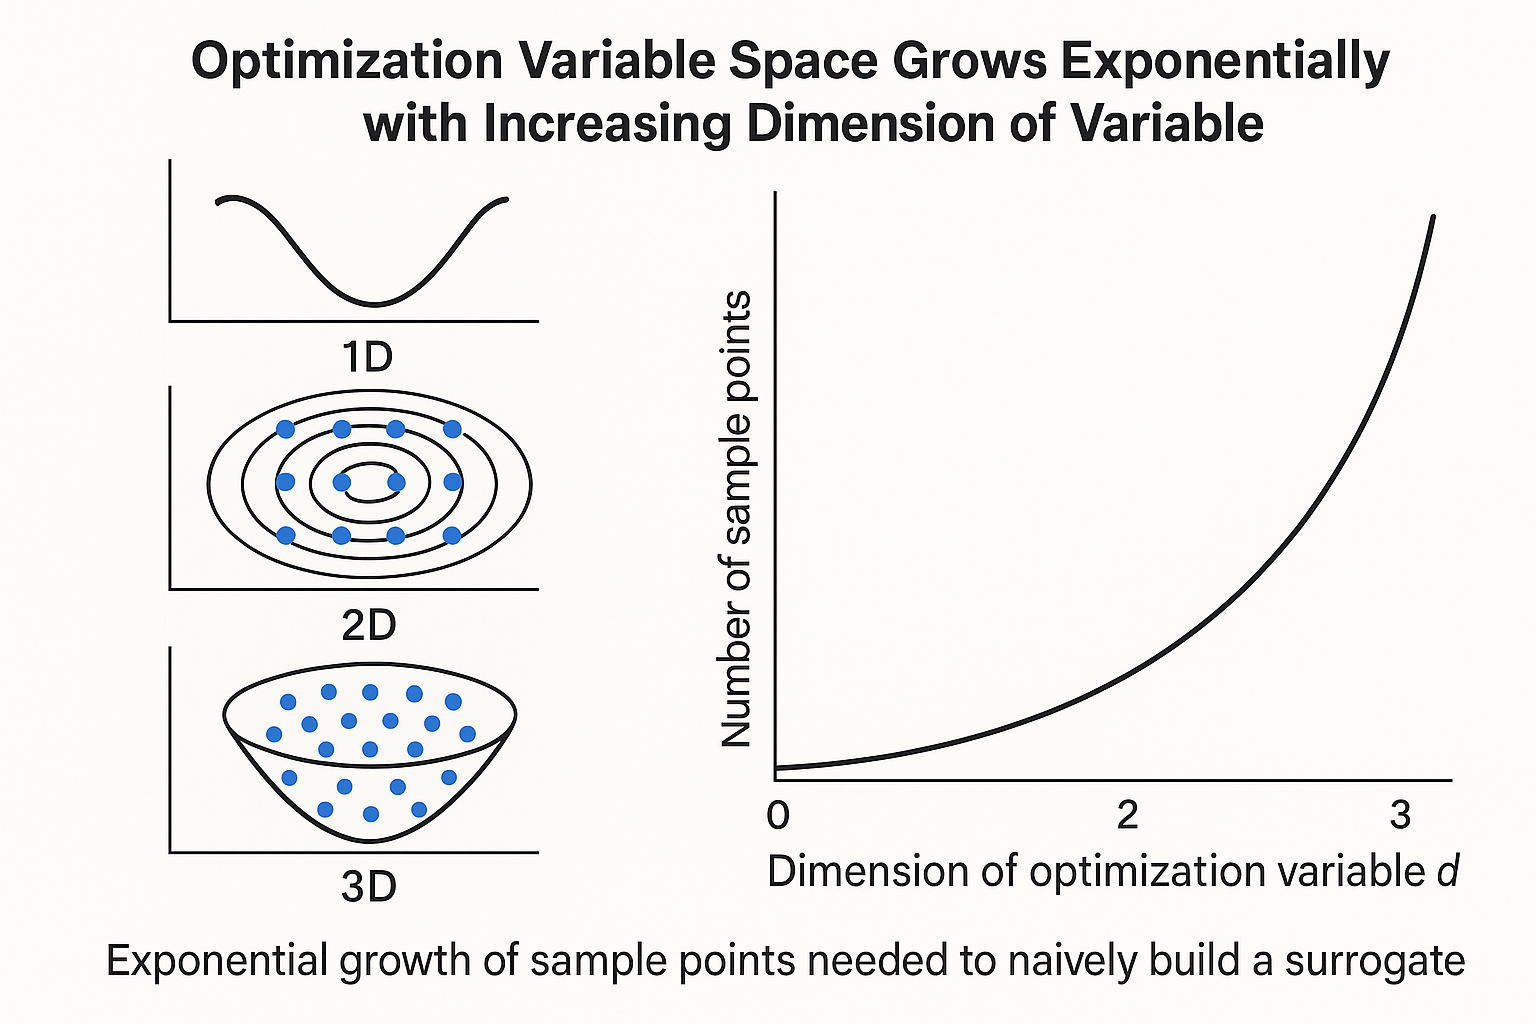 Optimization Variable Space Grows Exponentially
with Increasing Dimension of Variable
1D
2D
3D
Number of sample points
0 2 3
Dimension of optimization variable d
Exponential growth of sample points needed to naively build a surrogate